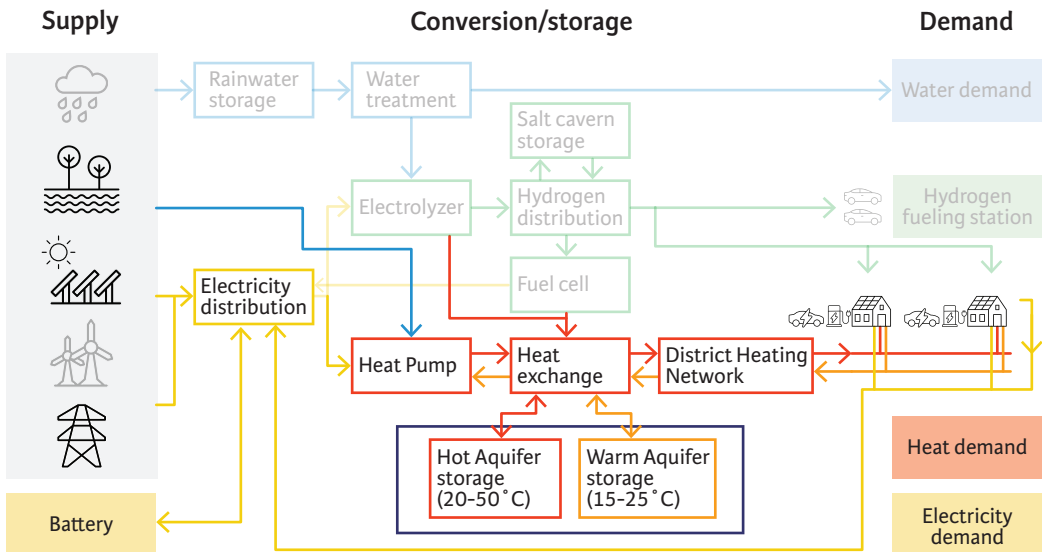 Supply
Conversion/storage
Demand
Rainwater
storage
Water
treatment
Water demand
Salt cavern
storage
Electrolyzer
Hydrogen
distribution
Hydrogen
fueling station
Electricity
distribution
Fuel cell
Heat Pump
Heat
exchange
District Heating
Network
Hot Aquifer
storage
(20-50˚C)
Warm Aquifer
storage
(15-25˚C)
Heat demand
Battery
Electricity
demand